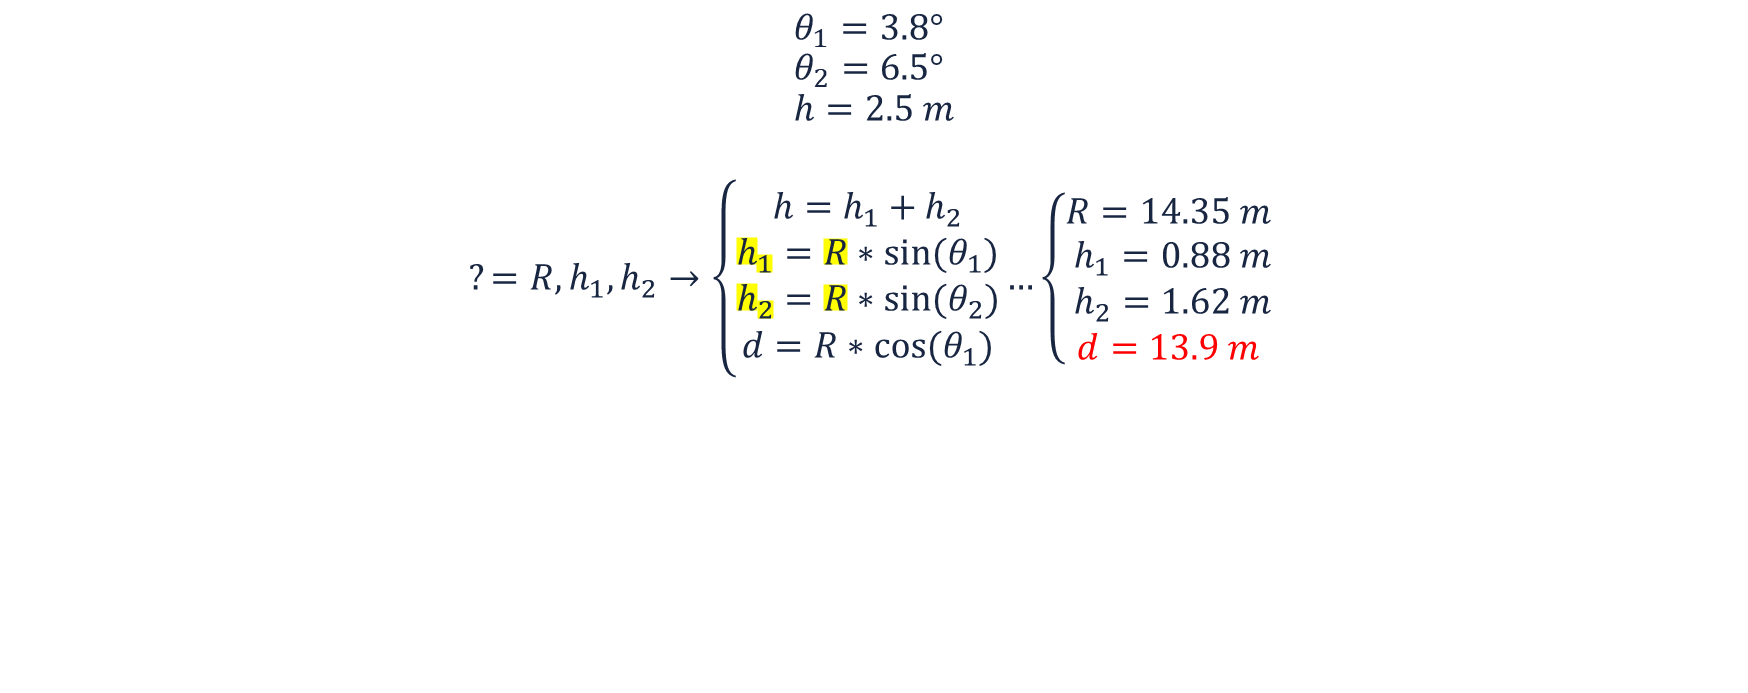 θ₁ = 3.8°
θ₂ = 6.5°
h = 2.5 m
? = R, h₁, h₂ →
h = h₁ + h₂
h₁ = R * sin(θ₁)
h₂ = R * sin(θ₂)
d = R * cos(θ₁)
...
R = 14.35 m
h₁ = 0.88 m
h₂ = 1.62 m
d = 13.9 m